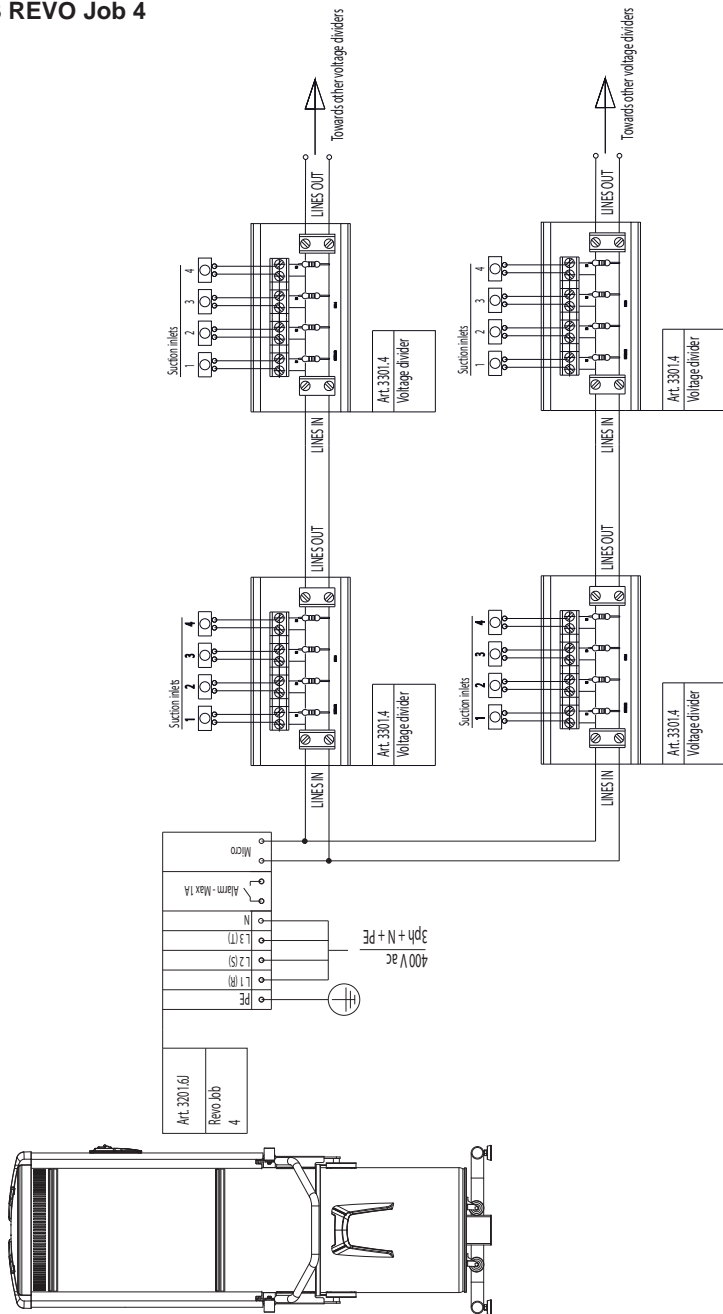 REVO Job 4
Towards other voltage dividers
LINES OUT
Suction inlets
1 2 3 4
Art. 3301.4
Voltage divider
LINES IN
LINES OUT
Suction inlets
1 2 3 4
Art. 3301.4
Voltage divider
LINES IN
Towards other voltage dividers
LINES OUT
Suction inlets
1 2 3 4
Art. 3301.4
Voltage divider
LINES IN
LINES OUT
Suction inlets
1 2 3 4
Art. 3301.4
Voltage divider
LINES IN
Micro
Alarm - Max 1A
N
L3 (T)
L2 (S)
L1 (R)
PE
400 V ac
3ph + N + PE
Art. 3201.6J
Revo Job
4